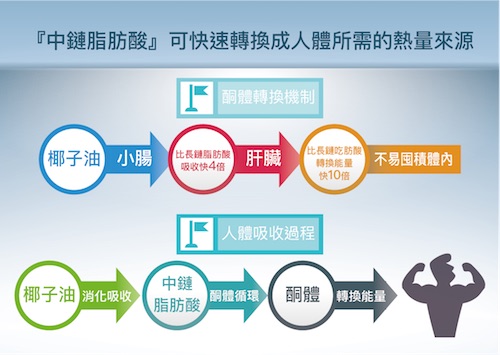 『中鏈脂肪酸』可快速轉換成人體所需的熱量來源
酮體轉換機制
椰子油
小腸
比長鏈脂肪酸
吸收快4倍
肝臟
比長鏈吃肪酸
轉換能量
快10倍
不易囤積體內
人體吸收過程
椰子油
消化吸收
中鏈
脂肪酸
酮體循環
酮體
轉換能量